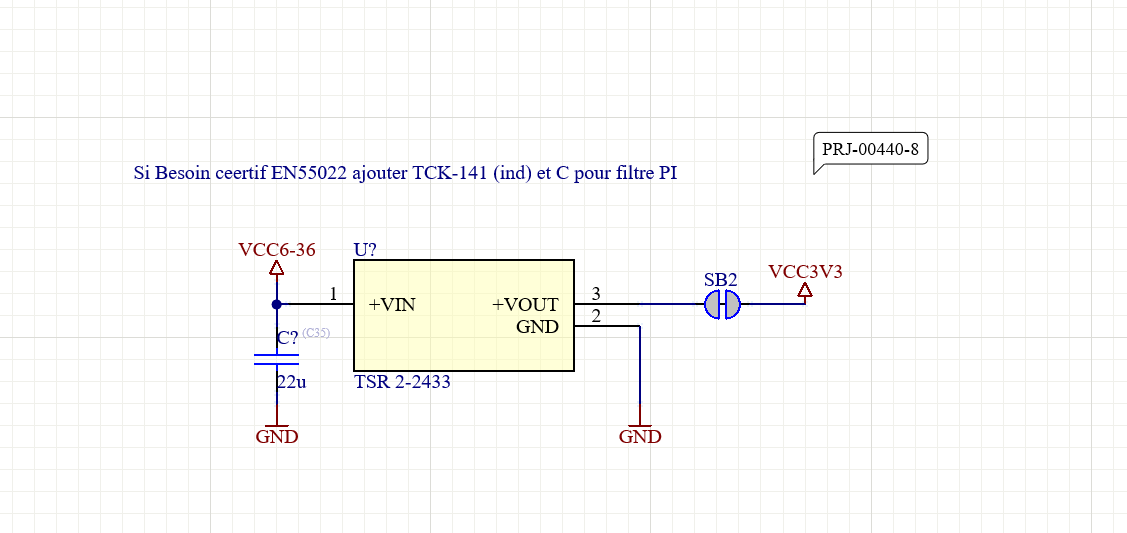 PRJ-00440-8
Si Besoin ceertif EN55022 ajouter TCK-141 (ind) et C pour filtre PI
VCC6-36
U?
SB2
VCC3V3
1
+VIN
+VOUT
3
GND
2
C? (C35)
22u
TSR 2-2433
GND
GND